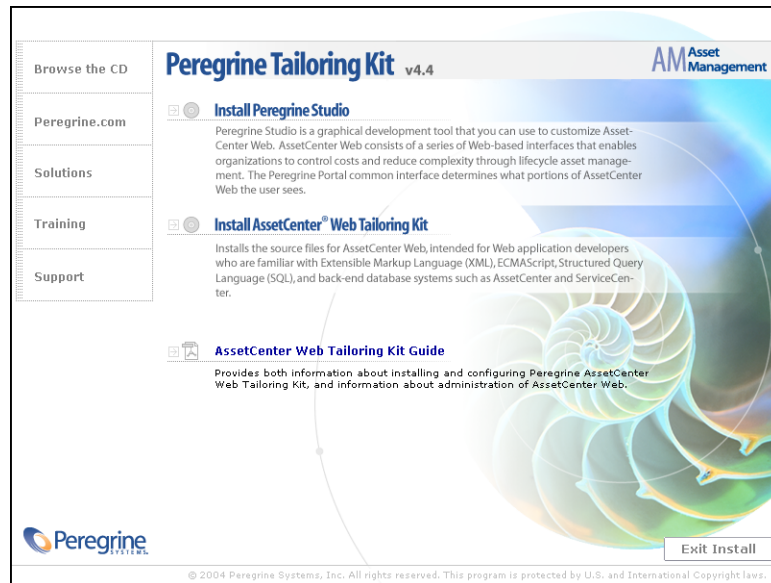 Browse the CD
Peregrine.com
Solutions
Training
Support
Peregrine Tailoring Kit v4.4
AM Asset
Management
Install Peregrine Studio
Peregrine Studio is a graphical development tool that you can use to customize Asset-
Center Web. AssetCenter Web consists of a series of Web-based interfaces that enables
organizations to control costs and reduce complexity through lifecycle asset manage-
ment. The Peregrine Portal common interface determines what portions of AssetCenter
Web the user sees.
Install AssetCenter® Web Tailoring Kit
Installs the source files for AssetCenter Web, intended for Web application developers
who are familiar with Extensible Markup Language (XML), ECMAScript, Structured Query
Language (SQL), and back-end database systems such as AssetCenter and ServiceCen-
ter.
AssetCenter Web Tailoring Kit Guide
Provides both information about installing and configuring Peregrine AssetCenter
Web Tailoring Kit, and information about administration of AssetCenter Web.
Peregrine
SYSTEMS
Exit Install
© 2004 Peregrine Systems, Inc. All rights reserved. This program is protected by U.S. and International Copyright laws.